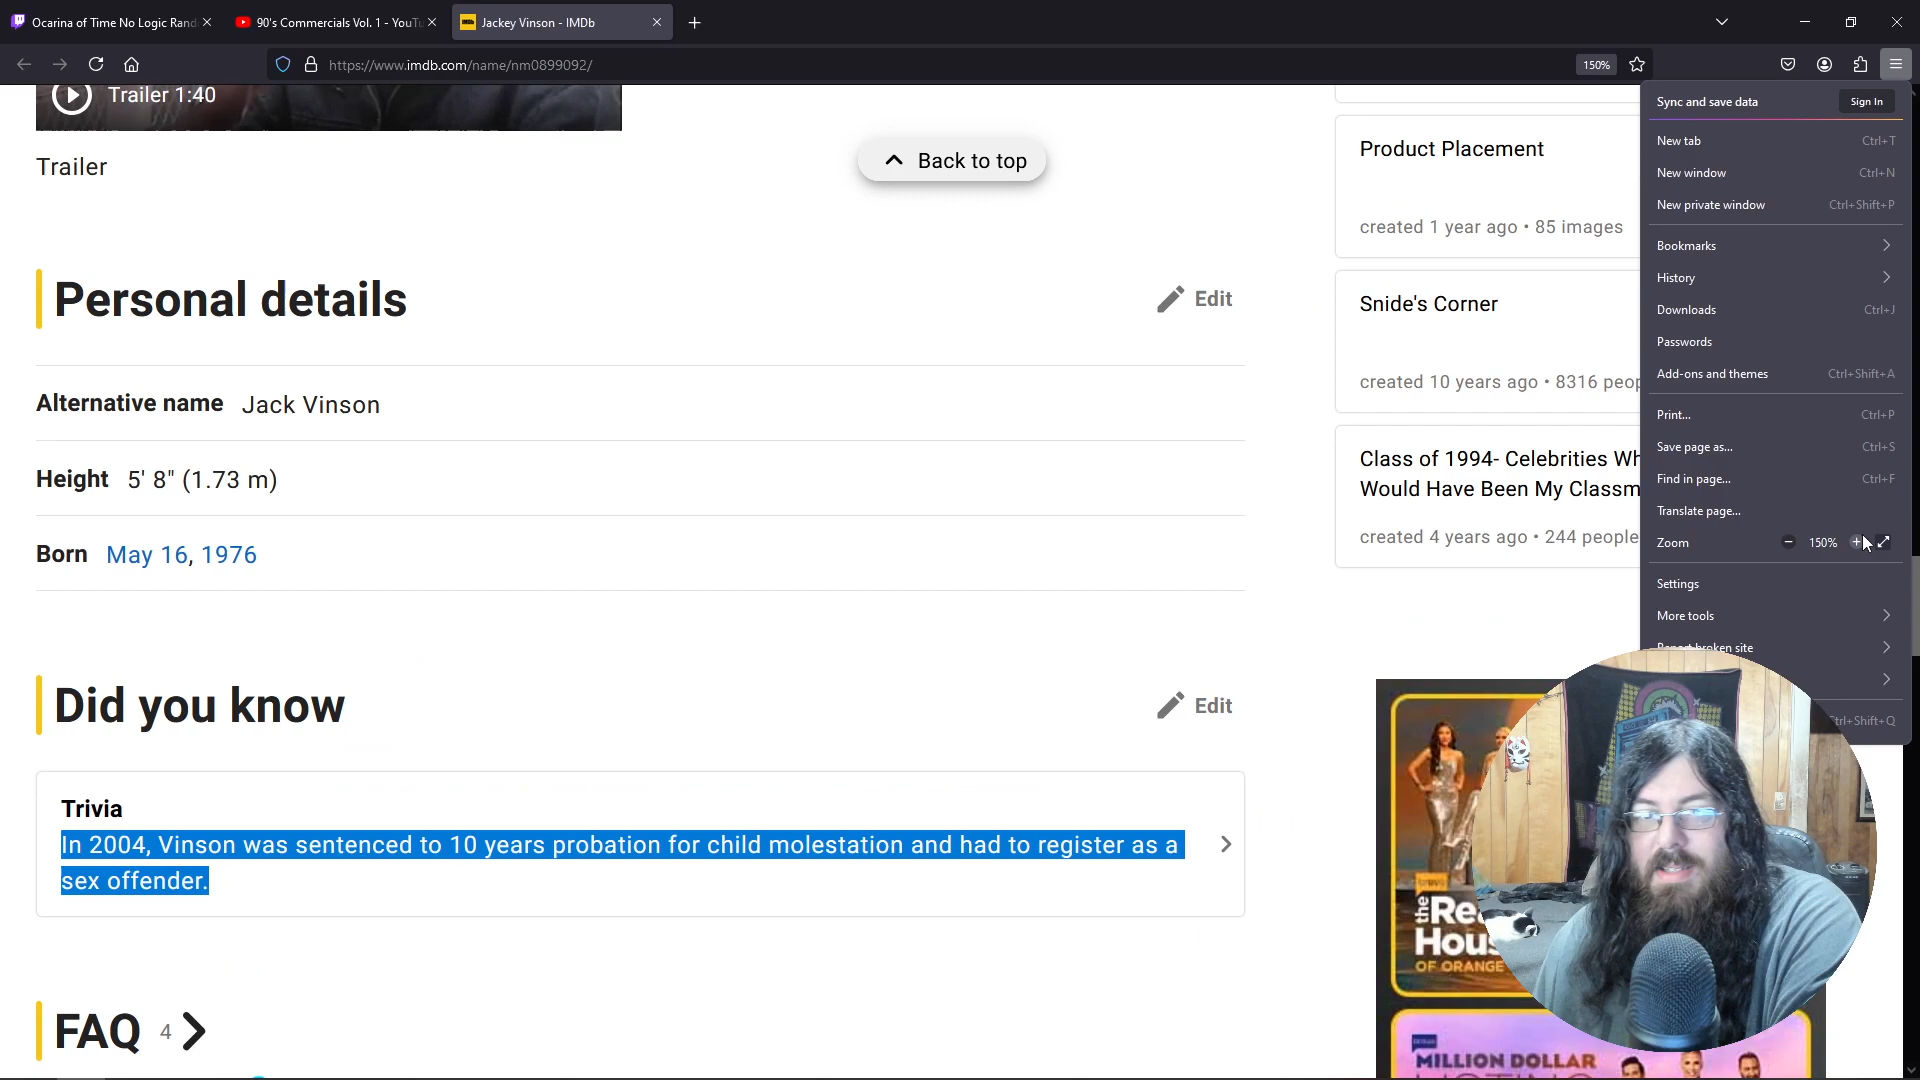 Ocarina of Time No Logic Rand
90's Commercials Vol. 1 - YouTu
Jackey Vinson - IMDb
https://www.imdb.com/name/nm0899092/
150%
Trailer 1:40
Trailer
Back to top
Personal details
Edit
Alternative name Jack Vinson
Height 5' 8" (1.73 m)
Born May 16, 1976
Did you know
Edit
Trivia
In 2004, Vinson was sentenced to 10 years probation for child molestation and had to register as a
sex offender.
FAQ 4
Product Placement
created 1 year ago • 85 images
Snide's Corner
created 10 years ago • 8316 peop
Class of 1994- Celebrities Wh
Would Have Been My Classm
created 4 years ago • 244 people
Sync and save data Sign In
New tab Ctrl+T
New window Ctrl+N
New private window Ctrl+Shift+P
Bookmarks
History
Downloads Ctrl+J
Passwords
Add-ons and themes Ctrl+Shift+A
Print... Ctrl+P
Save page as... Ctrl+S
Find in page... Ctrl+F
Translate page...
Zoom 150%
Settings
More tools
Report broken site
Ctrl+Shift+Q
bravo
the Re
Hous
OF ORANGE
MILLION DOLLAR